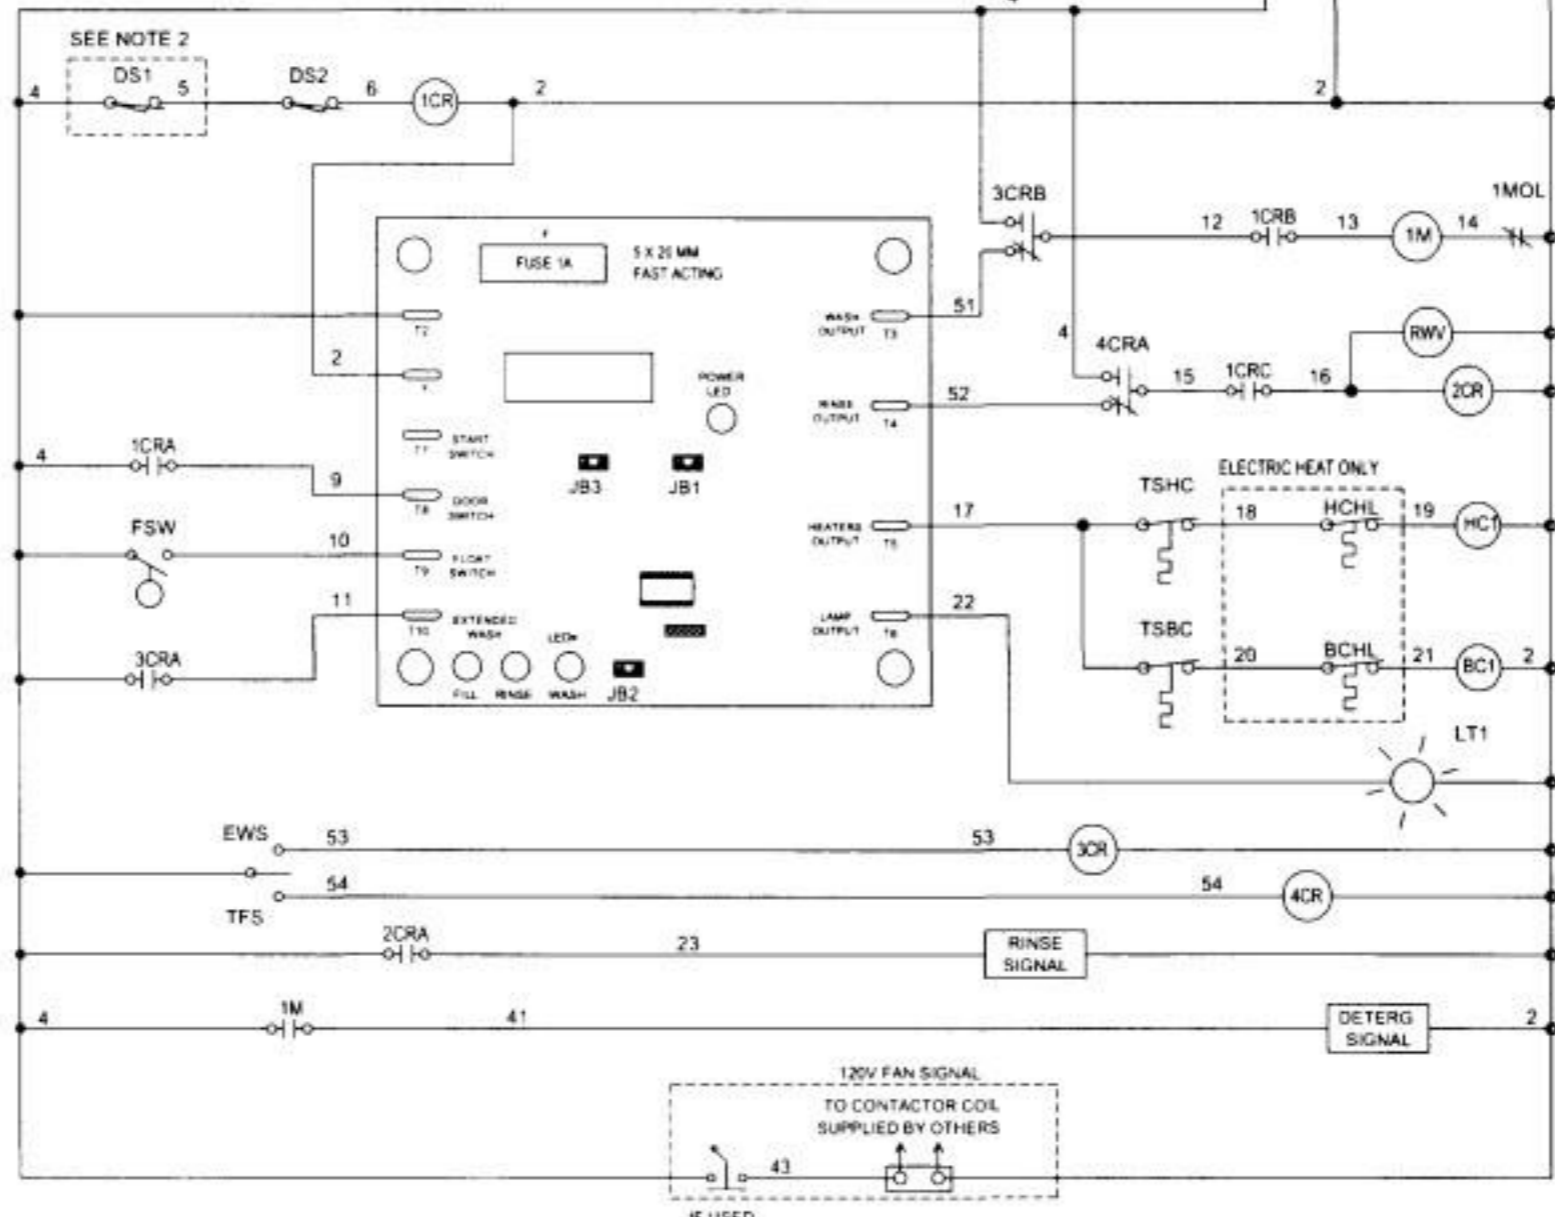 SEE NOTE 2
DS1
4
5
DS2
6
1CR
2
2
3CRB
1MOL
12
1CRB
13
1M
14
FUSE 1A
5 X 20 MM
FAST ACTING
T2
WASH
OUTPUT
T3
51
RWV
2
4
4CRA
15
1CRC
16
2CR
POWER
LED
RINSE
OUTPUT
T4
52
1CRA
4
T7
START
SWITCH
JB3
JB1
ELECTRIC HEAT ONLY
9
T8
DOOR
SWITCH
TSHC
18
HCHL
19
HC1
HEATERS
OUTPUT
T5
17
FSW
10
T9
FLOAT
SWITCH
11
T10
EXTENDED
WASH
LAMP
OUTPUT
T6
22
3CRA
LEDs
FILL
RINSE
WASH
JB2
TSBC
20
BCHL
21
BC1
2
LT1
EWS
53
53
3CR
54
54
4CR
TFS
2CRA
23
RINSE
SIGNAL
4
1M
41
DETERG
SIGNAL
2
120V FAN SIGNAL
TO CONTACTOR COIL
SUPPLIED BY OTHERS
43
IF USED